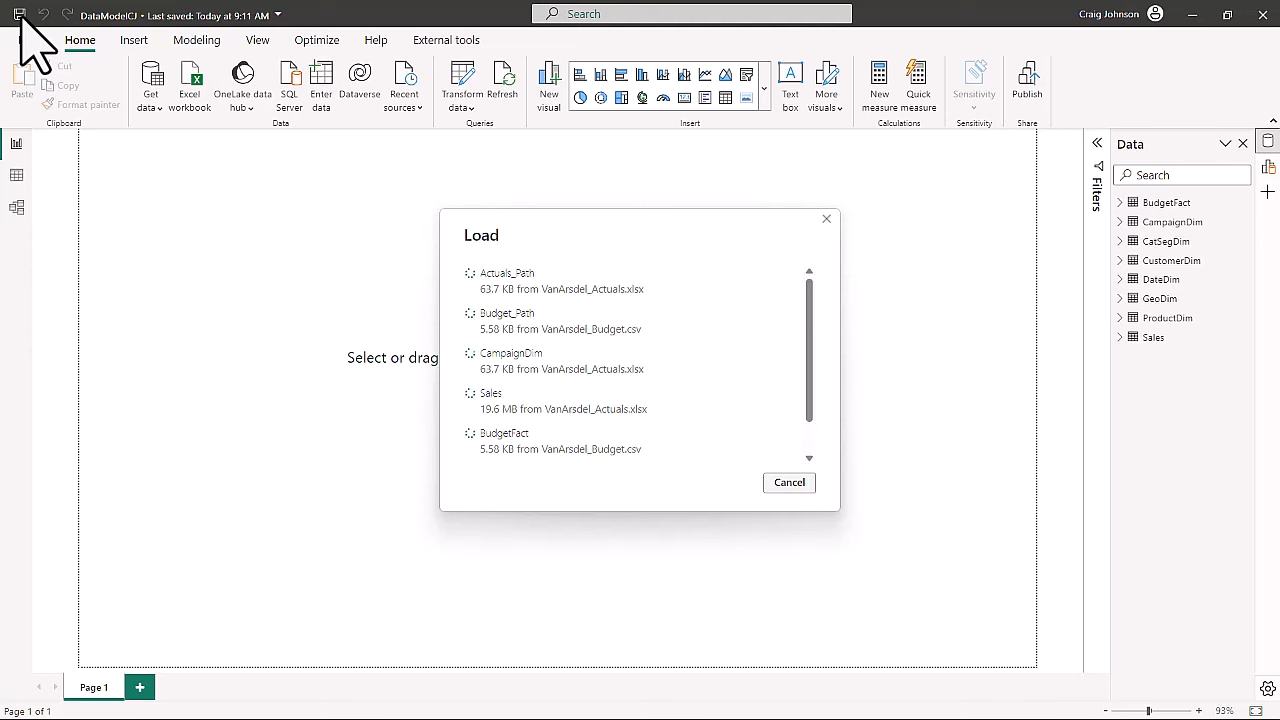 DataModelCJ • Last saved: Today at 9:11 AM
Search
Craig Johnson
Home
Insert
Modeling
View
Optimize
Help
External tools
Paste
Cut
Copy
Format painter
Clipboard
Get data
Excel workbook
OneLake data hub
SQL Server
Enter data
Dataverse
Recent sources
Data
Transform data
Refresh
Queries
New visual
Text box
More visuals
Insert
New measure
Quick measure
Calculations
Sensitivity
Sensitivity
Publish
Share
Select or drag
Load
Actuals_Path
63.7 KB from VanArsdel_Actuals.xlsx
Budget_Path
5.58 KB from VanArsdel_Budget.csv
CampaignDim
63.7 KB from VanArsdel_Actuals.xlsx
Sales
19.6 MB from VanArsdel_Actuals.xlsx
BudgetFact
5.58 KB from VanArsdel_Budget.csv
Cancel
Filters
Data
Search
BudgetFact
CampaignDim
CatSegDim
CustomerDim
DateDim
GeoDim
ProductDim
Sales
Page 1
Page 1 of 1
93%